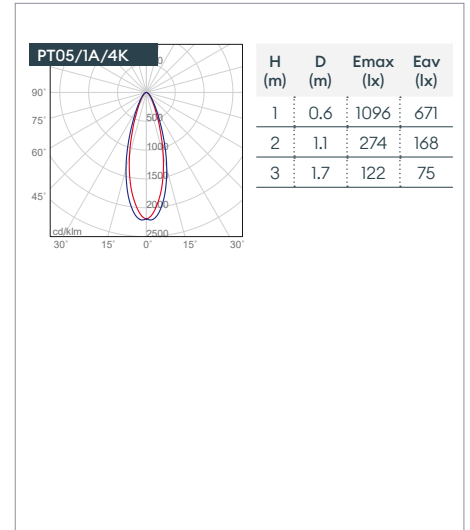 PT05/1A/4K
90°
75°
60°
45°
500
1000
1500
2000
2500
cd/klm
30° 15° 0° 15° 30°
H (m) D (m) Emax (lx) Eav (lx)
1 0.6 1096 671
2 1.1 274 168
3 1.7 122 75